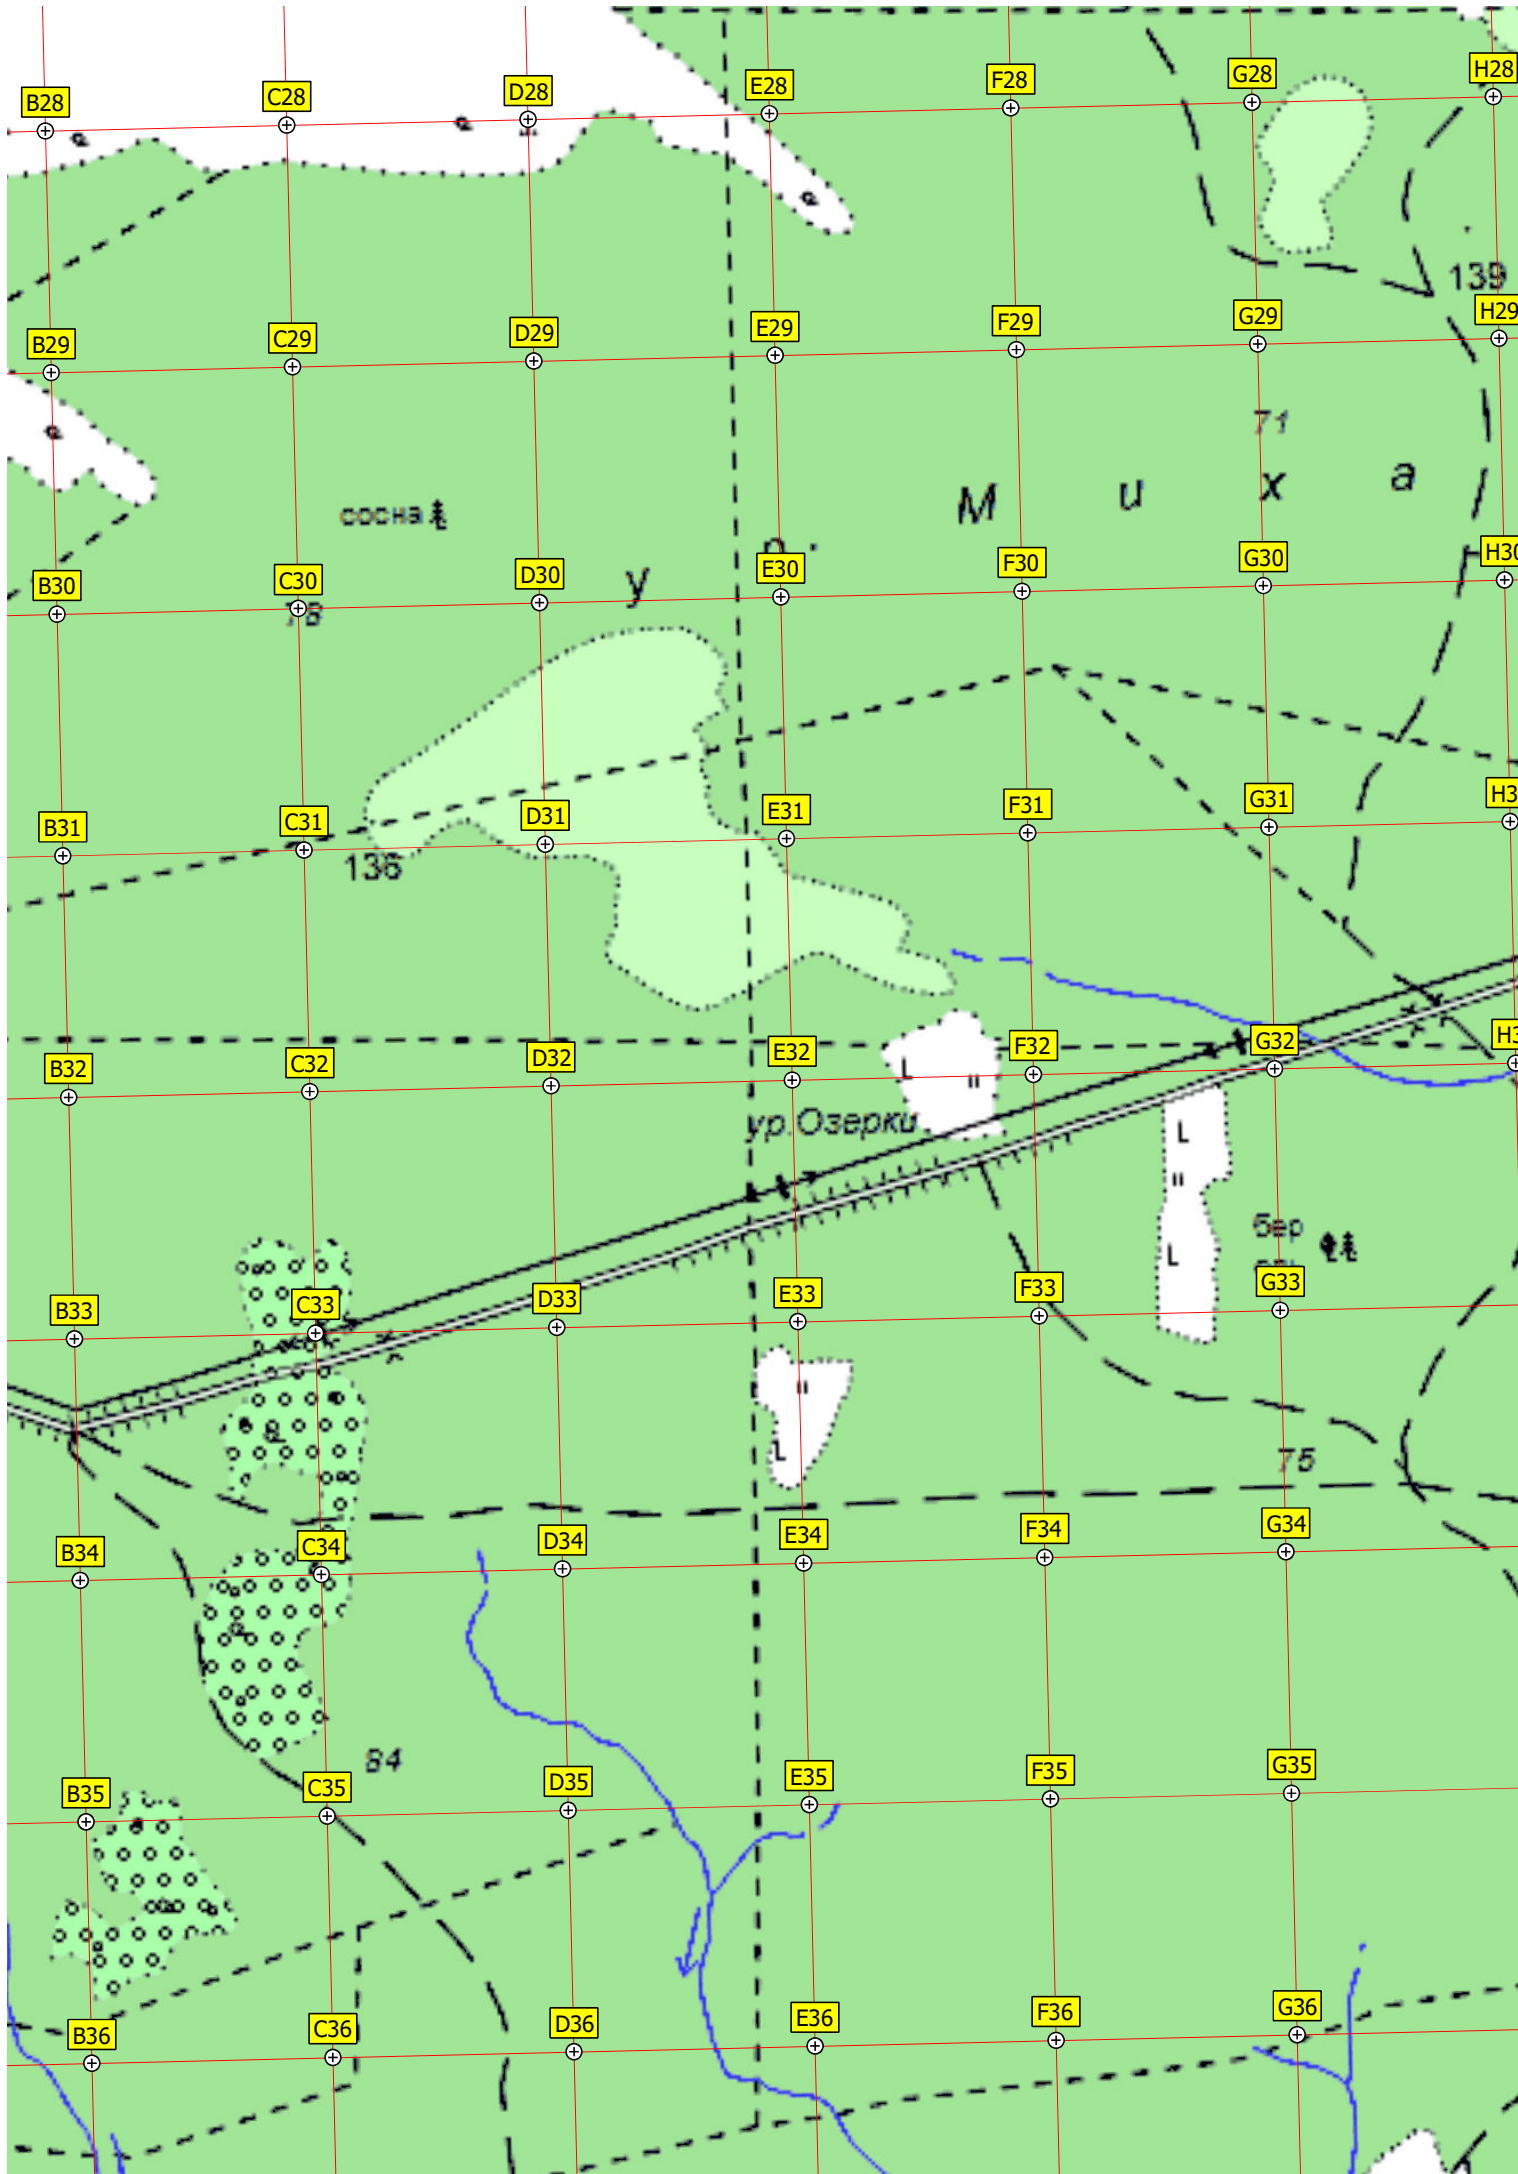 B28 C28 D28 E28 F28 G28 H28
139
B29 C29 D29 E29 F29 G29 H29
71
М и х а
сосна
у
B30 C30 D30 E30 F30 G30 H30
78
B31 C31 D31 E31 F31 G31
136
B32 C32 D32 E32 F32 G32
ур.Озерки
бер
B33 C33 D33 E33 F33 G33
75
B34 C34 D34 E34 F34 G34
84
B35 C35 D35 E35 F35 G35
B36 C36 D36 E36 F36 G36